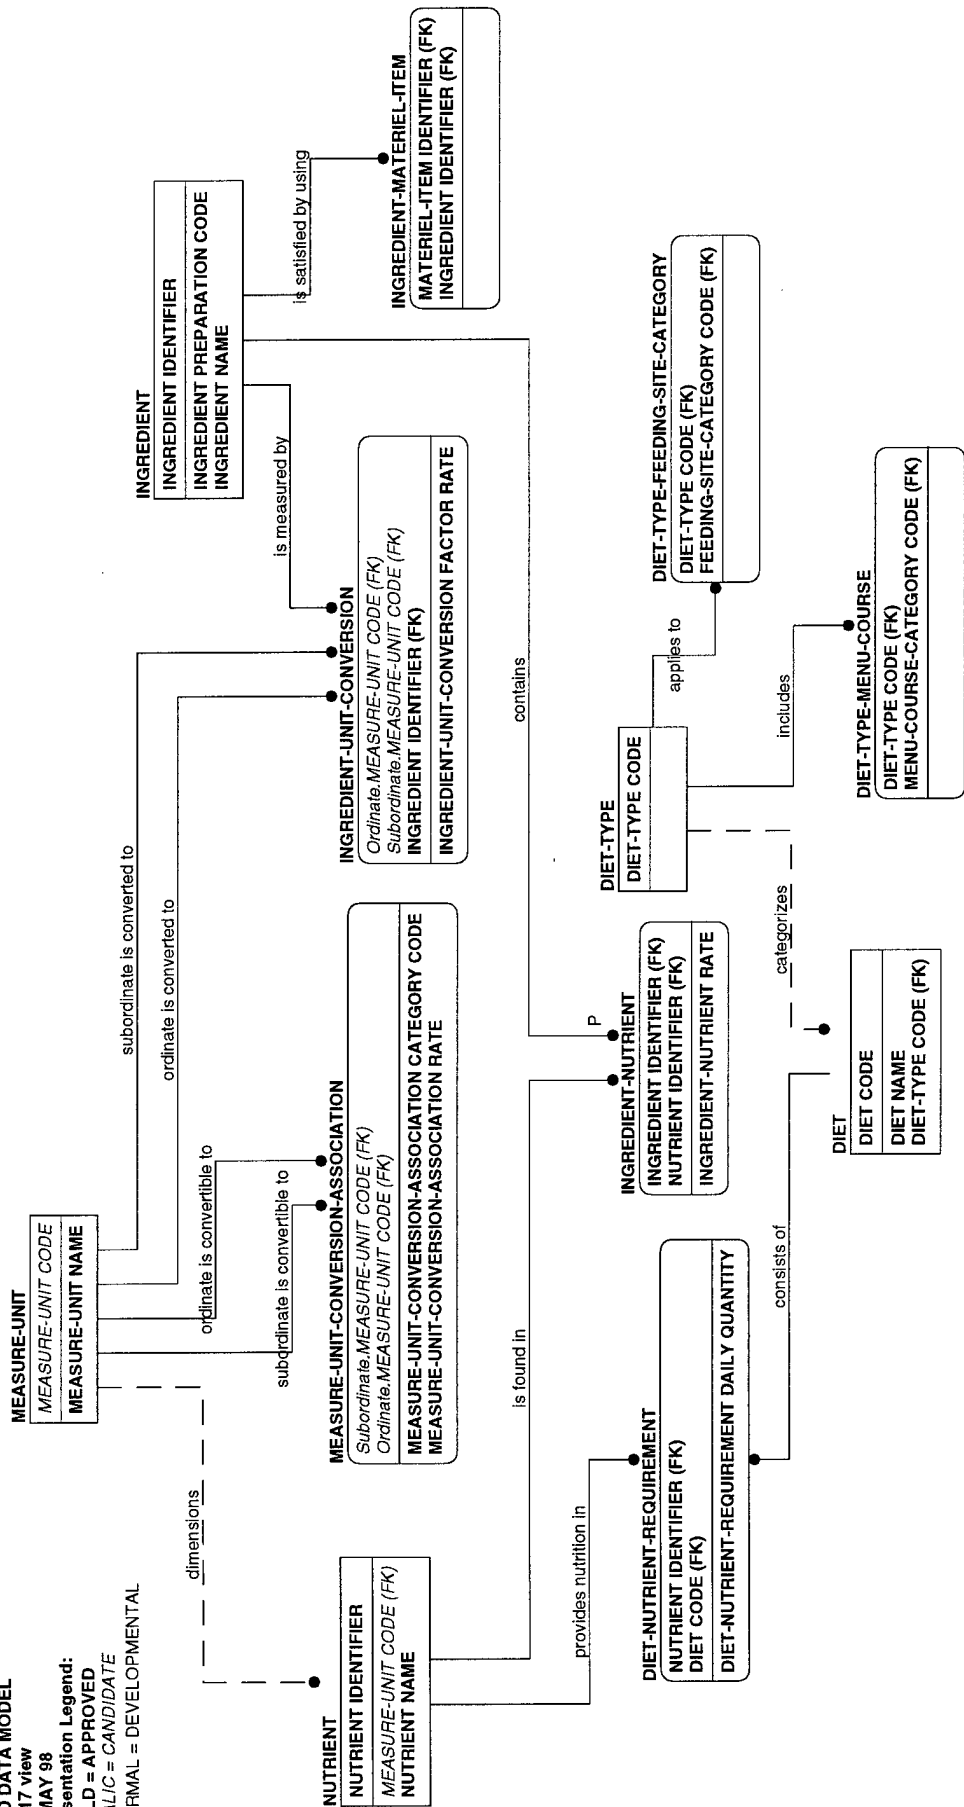 D DATA MODEL
17 view
MAY 98
sentation Legend:
LD = APPROVED
ALIC = CANDIDATE
RMAL = DEVELOPMENTAL
MEASURE-UNIT
MEASURE-UNIT CODE
MEASURE-UNIT NAME
dimensions
subordinate is convertible to
ordinate is convertible to
ordinate is converted to
subordinate is converted to
INGREDIENT
INGREDIENT IDENTIFIER
INGREDIENT PREPARATION CODE
INGREDIENT NAME
is measured by
is satisfied by using
contains
NUTRIENT
NUTRIENT IDENTIFIER
MEASURE-UNIT CODE (FK)
NUTRIENT NAME
MEASURE-UNIT-CONVERSION-ASSOCIATION
Subordinate.MEASURE-UNIT CODE (FK)
Ordinate.MEASURE-UNIT CODE (FK)
MEASURE-UNIT-CONVERSION-ASSOCIATION CATEGORY CODE
MEASURE-UNIT-CONVERSION-ASSOCIATION RATE
INGREDIENT-UNIT-CONVERSION
Ordinate.MEASURE-UNIT CODE (FK)
Subordinate.MEASURE-UNIT CODE (FK)
INGREDIENT IDENTIFIER (FK)
INGREDIENT-UNIT-CONVERSION FACTOR RATE
INGREDIENT-MATERIEL-ITEM
MATERIEL-ITEM IDENTIFIER (FK)
INGREDIENT IDENTIFIER (FK)
provides nutrition in
is found in
P
DIET-NUTRIENT-REQUIREMENT
NUTRIENT IDENTIFIER (FK)
DIET CODE (FK)
DIET-NUTRIENT-REQUIREMENT DAILY QUANTITY
INGREDIENT-NUTRIENT
INGREDIENT IDENTIFIER (FK)
NUTRIENT IDENTIFIER (FK)
INGREDIENT-NUTRIENT RATE
DIET-TYPE
DIET-TYPE CODE
applies to
DIET-TYPE-FEEDING-SITE-CATEGORY
DIET-TYPE CODE (FK)
FEEDING-SITE-CATEGORY CODE (FK)
consists of
categorizes
includes
DIET
DIET CODE
DIET NAME
DIET-TYPE CODE (FK)
DIET-TYPE-MENU-COURSE
DIET-TYPE CODE (FK)
MENU-COURSE-CATEGORY CODE (FK)